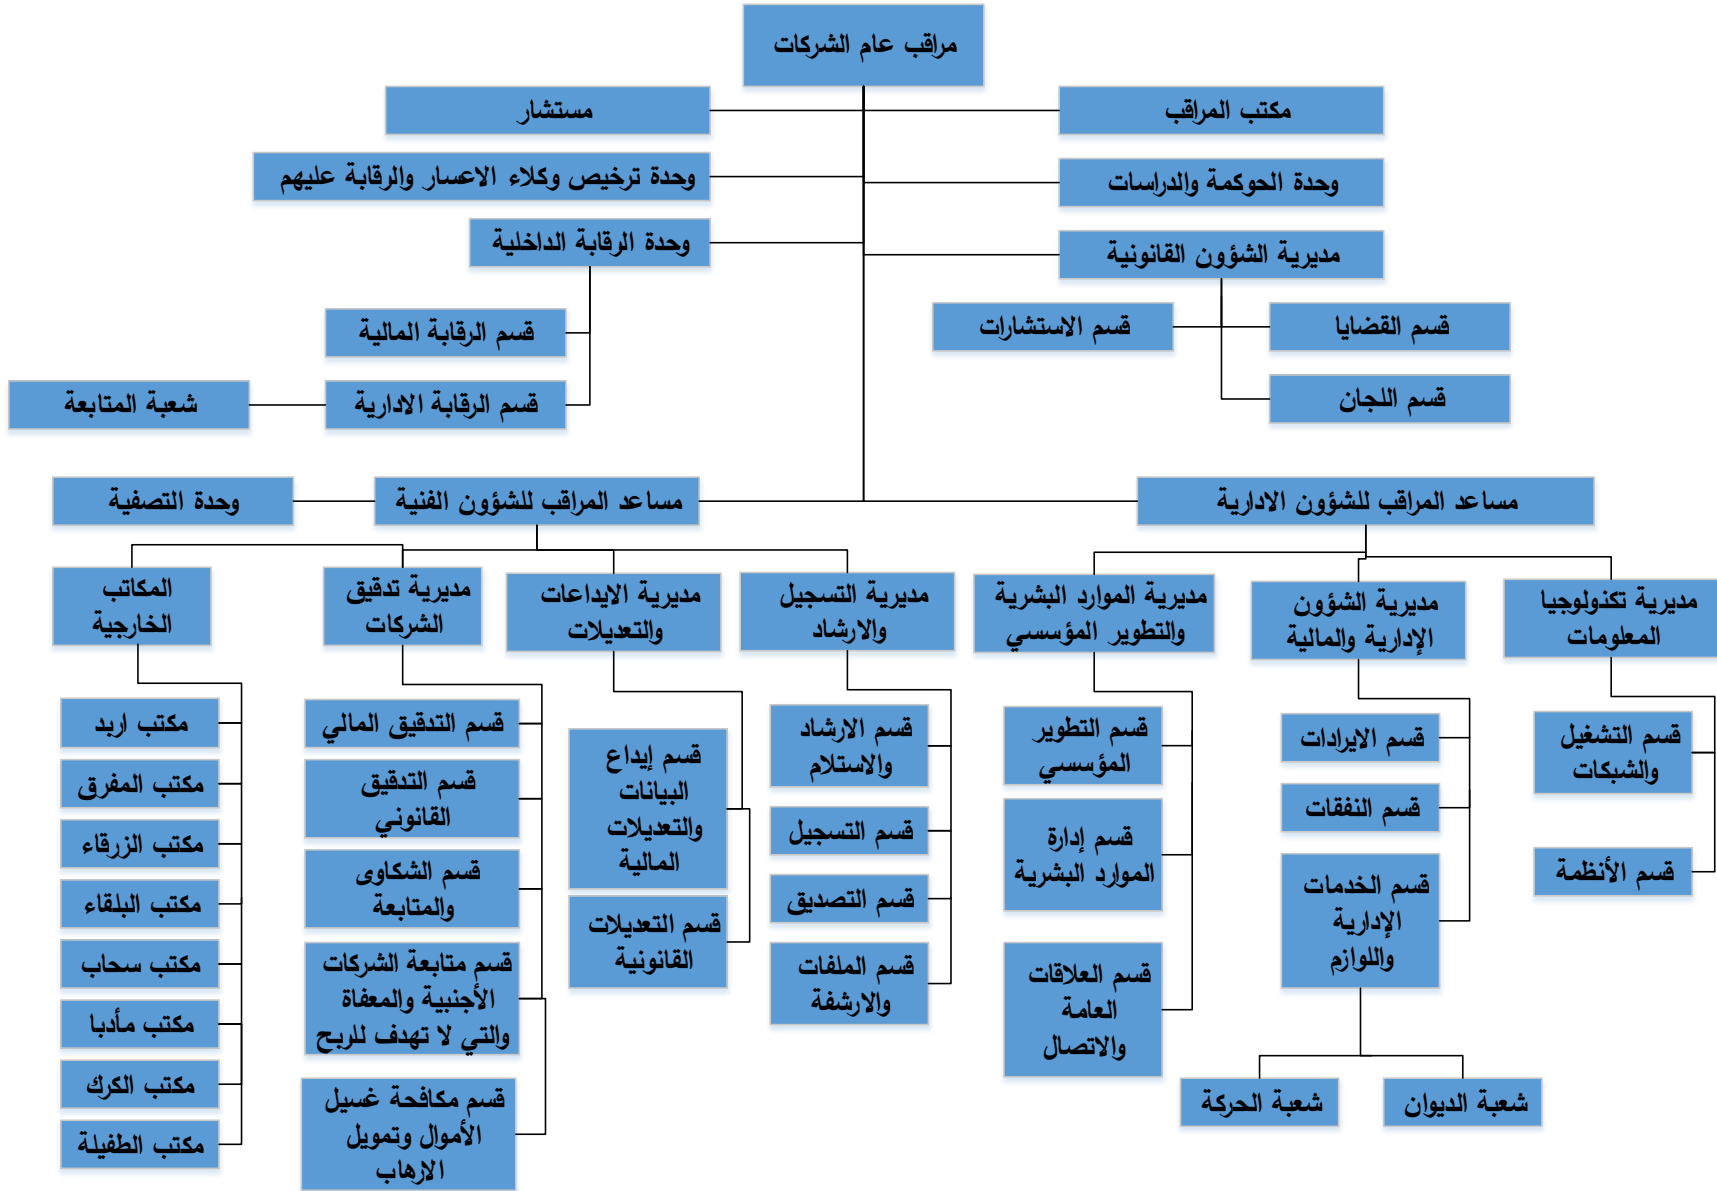 مراقب عام الشركات
مكتب المراقب
مستشار
وحدة الحوكمة والدراسات
وحدة ترخيص وكلاء الاعسار والرقابة عليهم
مديرية الشؤون القانونية
وحدة الرقابة الداخلية
قسم القضايا
قسم الاستشارات
قسم اللجان
قسم الرقابة المالية
قسم الرقابة الادارية
شعبة المتابعة
مساعد المراقب للشؤون الادارية
مساعد المراقب للشؤون الفنية
وحدة التصفية
مديرية تكنولوجيا
المعلومات
قسم التشغيل
والشبكات
قسم الأنظمة
مديرية الشؤون
الإدارية والمالية
قسم الايرادات
قسم النفقات
قسم الخدمات
الإدارية
واللوازم
شعبة الديوان
شعبة الحركة
مديرية الموارد البشرية
والتطوير المؤسسي
قسم التطوير
المؤسسي
قسم إدارة
الموارد البشرية
قسم العلاقات
العامة
والاتصال
مديرية التسجيل
والارشاد
قسم الارشاد
والاستلام
قسم التسجيل
قسم التصديق
قسم الملفات
والارشفة
مديرية الايداعات
والتعديلات
قسم إيداع
البيانات
والتعديلات
المالية
قسم التعديلات
القانونية
مديرية تدقيق
الشركات
قسم التدقيق المالي
قسم التدقيق
القانوني
قسم الشكاوى
والمتابعة
قسم متابعة الشركات
الأجنبية والمعفاة
والتي لا تهدف للربح
قسم مكافحة غسيل
الأموال وتمويل
الارهاب
المكاتب
الخارجية
مكتب اربد
مكتب المفرق
مكتب الزرقاء
مكتب البلقاء
مكتب سحاب
مكتب مأدبا
مكتب الكرك
مكتب الطفيلة